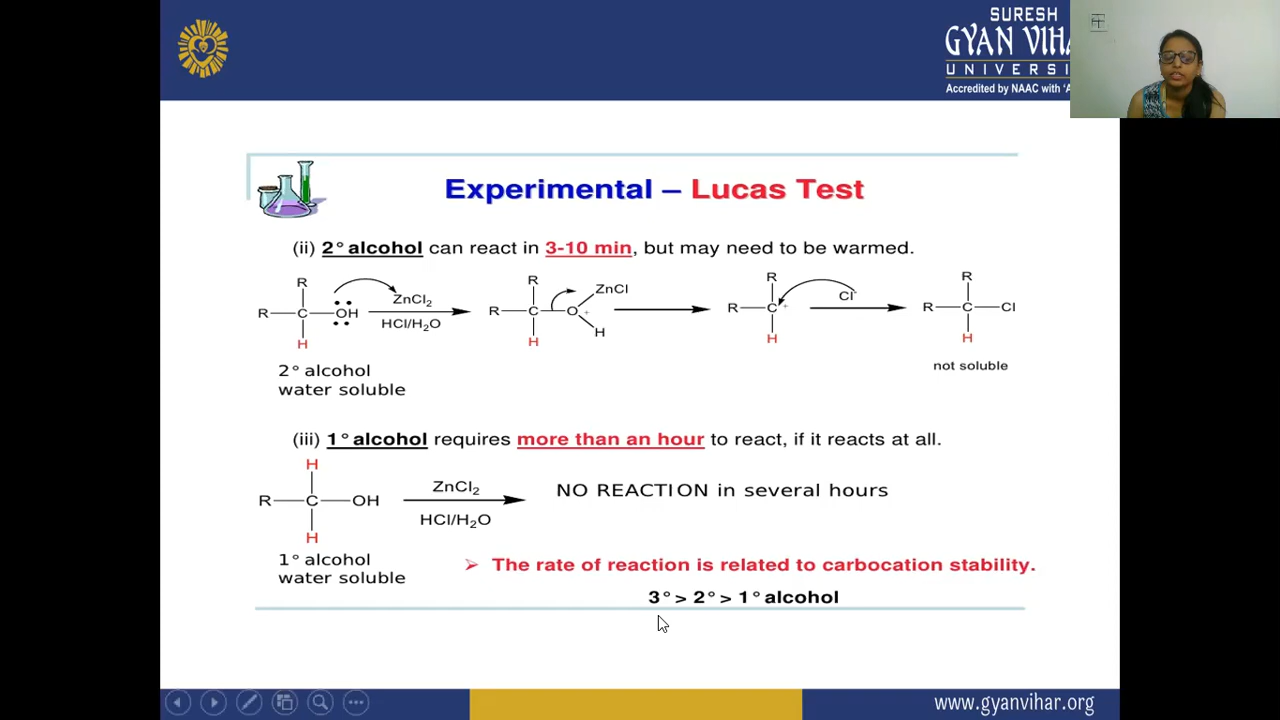 SURESH
GYAN VIHA
UNIVERSI
Accredited by NAAC with 'A
Experimental – Lucas Test
(ii) 2° alcohol can react in 3-10 min, but may need to be warmed.
R
R—C—OH
H
ZnCl2
HCl/H2O
R
R—C—O
ZnCl
+
H
H
R
R—C
+
H
Cl-
R
R—C—Cl
H
2° alcohol
water soluble
not soluble
(iii) 1° alcohol requires more than an hour to react, if it reacts at all.
H
R—C—OH
H
ZnCl2
HCl/H2O
NO REACTION in several hours
1° alcohol
water soluble
➢ The rate of reaction is related to carbocation stability.
3° > 2° > 1° alcohol
www.gyanvihar.org